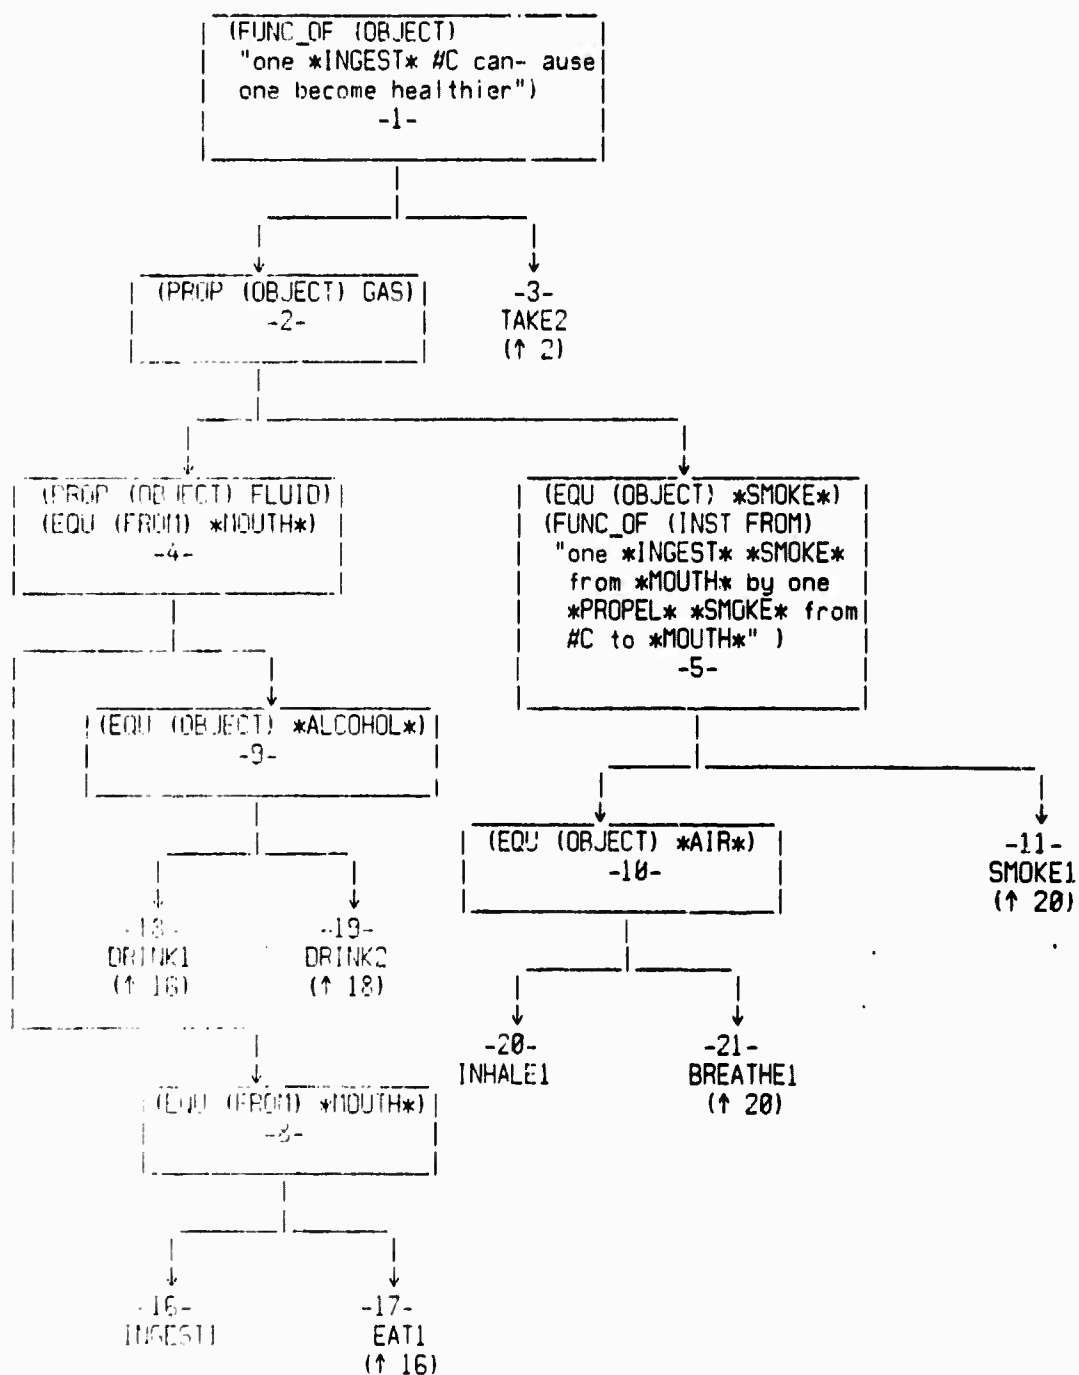 (FUNC_OF (OBJECT)
"one *INGEST* #C can- ause
one become healthier")
-1-
(PROP (OBJECT) GAS)
-2-
-3-
TAKE2
(↑ 2)
(PROP (OBJECT) FLUID)
(EQU (FROM) *MOUTH*)
-4-
(EQU (OBJECT) *SMOKE*)
(FUNC_OF (INST FROM)
"one *INGEST* *SMOKE*
from *MOUTH* by one
*PROPEL* *SMOKE* from
#C to *MOUTH*" )
-5-
(EQU (OBJECT) *ALCOHOL*)
-9-
(EQU (OBJECT) *AIR*)
-10-
-11-
SMOKE1
(↑ 20)
-18-
DRINK1
(↑ 16)
-19-
DRINK2
(↑ 18)
-20-
INHALE1
-21-
BREATHE1
(↑ 20)
(EQU (FROM) *MOUTH*)
-8-
-16-
INGEST1
-17-
EAT1
(↑ 16)